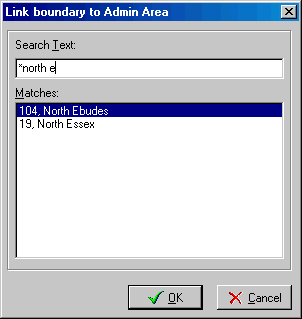 Link boundary to Admin Area
Search Text:
*north e
Matches:
104, North Ebudes
19, North Essex
OK
Cancel